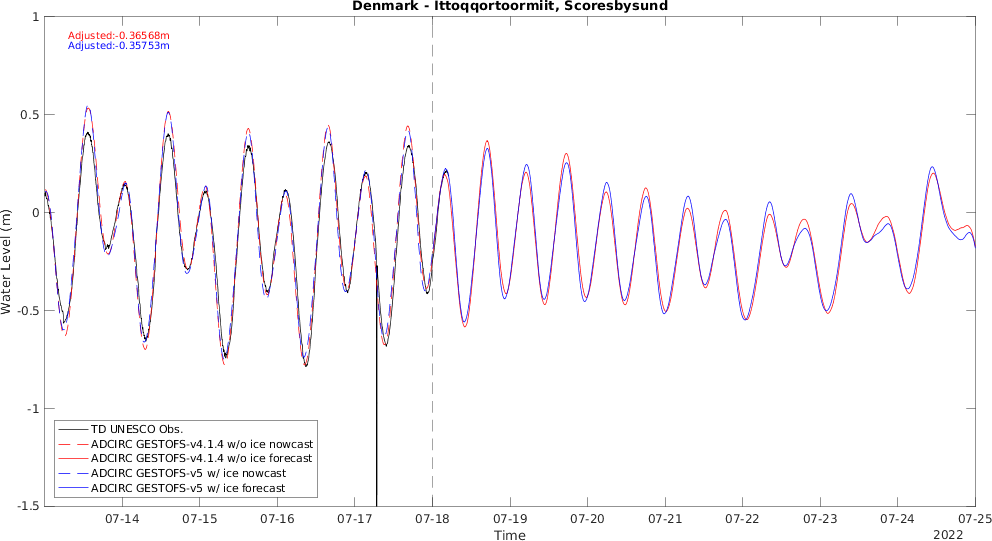 Denmark - Ittoqqortoormiit, Scoresbysund
Adjusted:-0.36568m
Adjusted:-0.35753m
1
0.5
0
-0.5
-1
-1.5
Water Level (m)
TD UNESCO Obs.
ADCIRC GESTOFS-v4.1.4 w/o ice nowcast
ADCIRC GESTOFS-v4.1.4 w/o ice forecast
ADCIRC GESTOFS-v5 w/ ice nowcast
ADCIRC GESTOFS-v5 w/ ice forecast
07-14 07-15 07-16 07-17 07-18 07-19 07-20 07-21 07-22 07-23 07-24 07-25
Time
2022